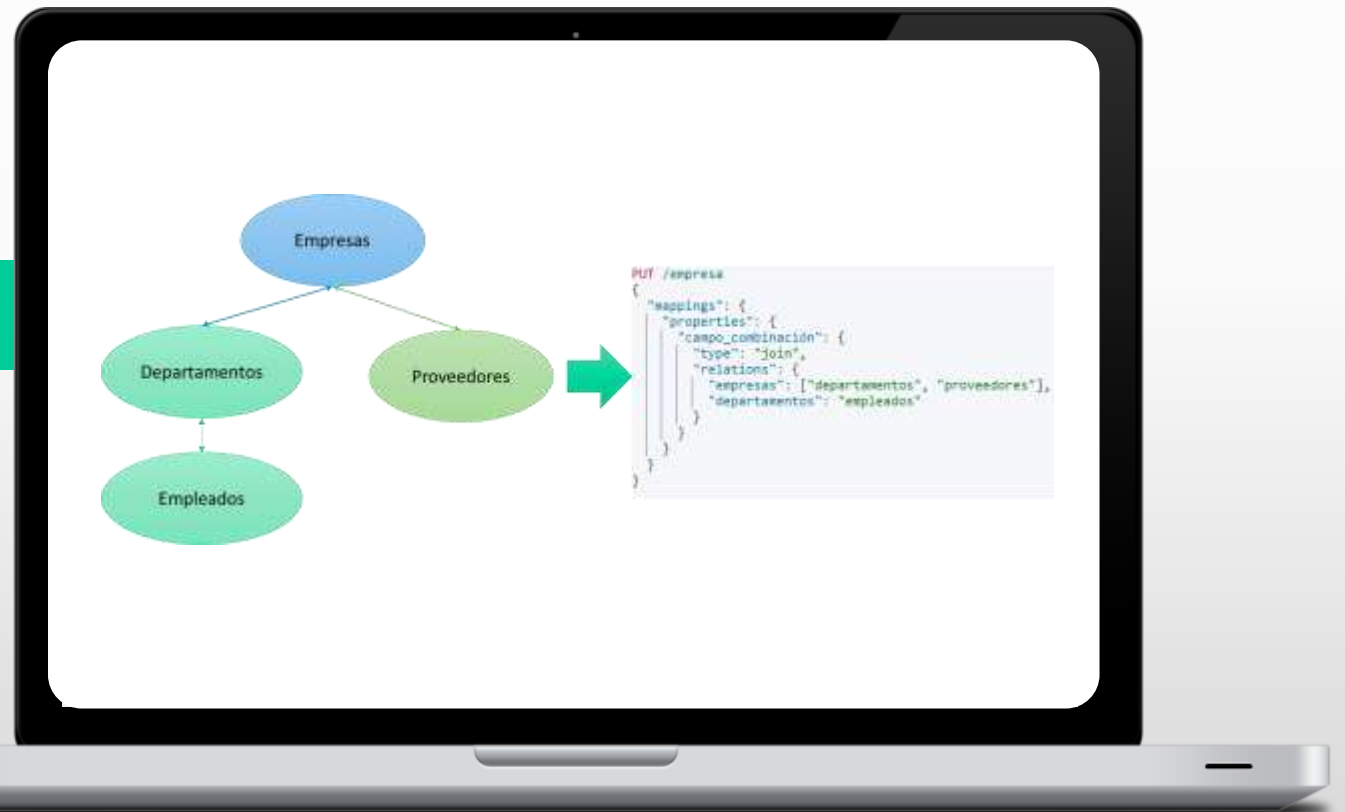 Empresas
Departamentos
Proveedores
Empleados
PUT /empresa
{
"mappings": {
"properties": {
"campo_combinación": {
"type": "join",
"relations": {
"empresas": ["departamentos", "proveedores"],
"departamentos": "empleados"
}
}
}
}
}